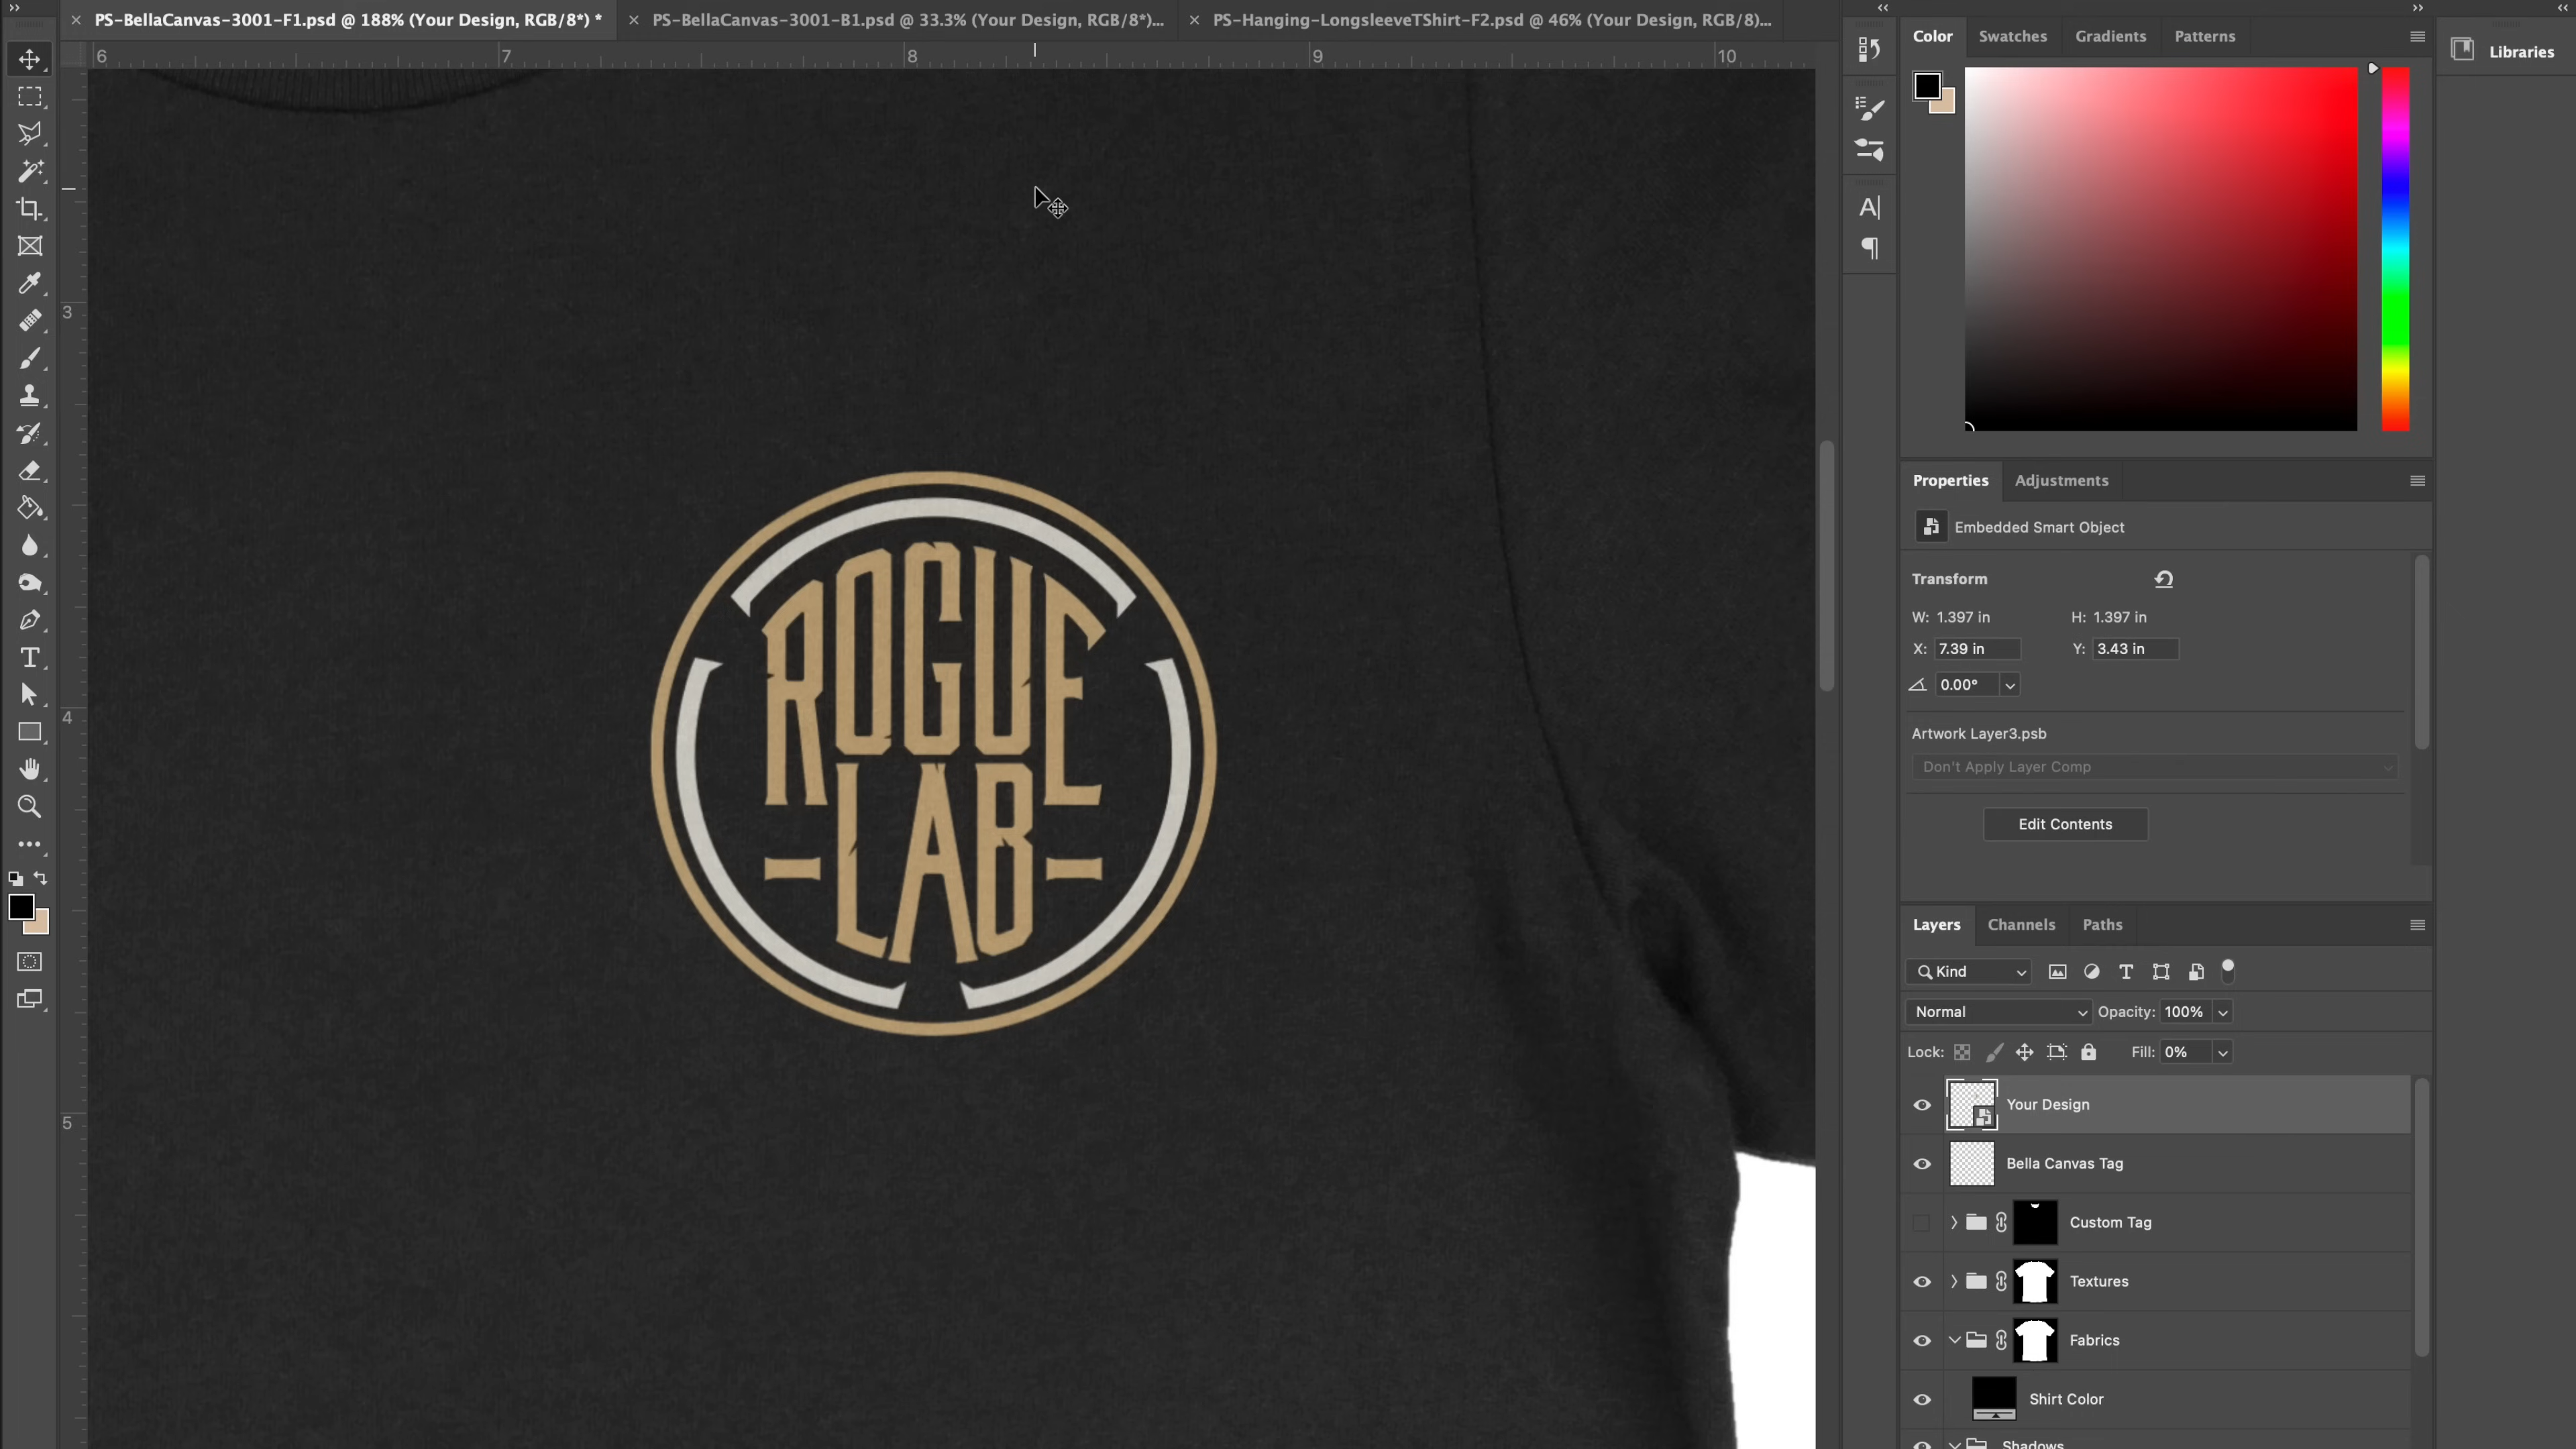 PS-BellaCanvas-3001-F1.psd @ 188% (Your Design, RGB/8*) *
PS-BellaCanvas-3001-B1.psd @ 33.3% (Your Design, RGB/8*)...
PS-Hanging-LongsleeveTShirt-F2.psd @ 46% (Your Design, RGB/8)...
6
7
8
9
10
3
4
5
ROGUE
LAB
Color
Swatches
Gradients
Patterns
Libraries
Properties
Adjustments
Embedded Smart Object
Transform
W: 1.397 in
H: 1.397 in
X: 7.39 in
Y: 3.43 in
0.00°
Artwork Layer3.psb
Don't Apply Layer Comp
Edit Contents
Layers
Channels
Paths
Kind
Normal
Opacity: 100%
Lock:
Fill: 0%
Your Design
Bella Canvas Tag
Custom Tag
Textures
Fabrics
Shirt Color
Shadows